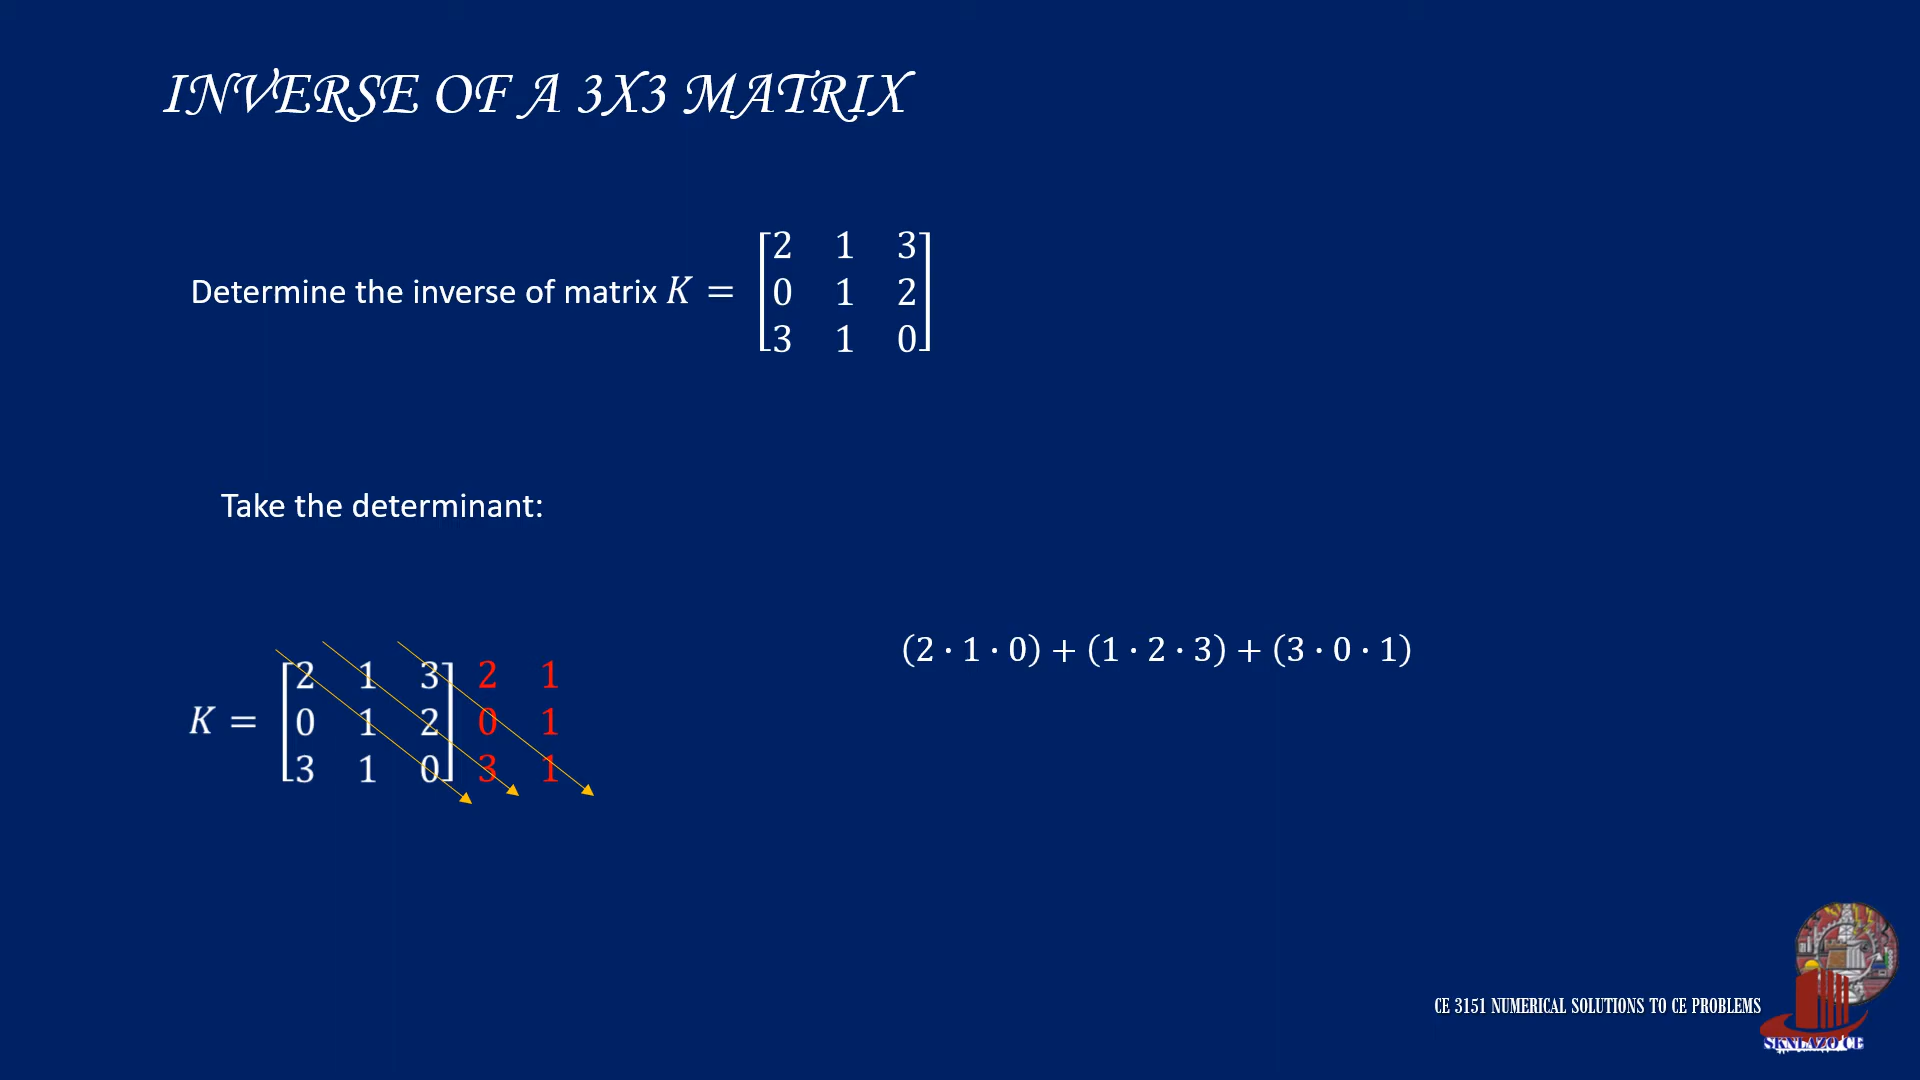 INVERSE OF A 3X3 MATRIX
Determine the inverse of matrix K = [2 1 3
0 1 2
3 1 0]
Take the determinant:
K = [2 1 3
0 1 2
3 1 0] 2 1
0 1
3 1
(2 · 1 · 0) + (1 · 2 · 3) + (3 · 0 · 1)
CE 3151 NUMERICAL SOLUTIONS TO CE PROBLEMS
SKNLAZO CE